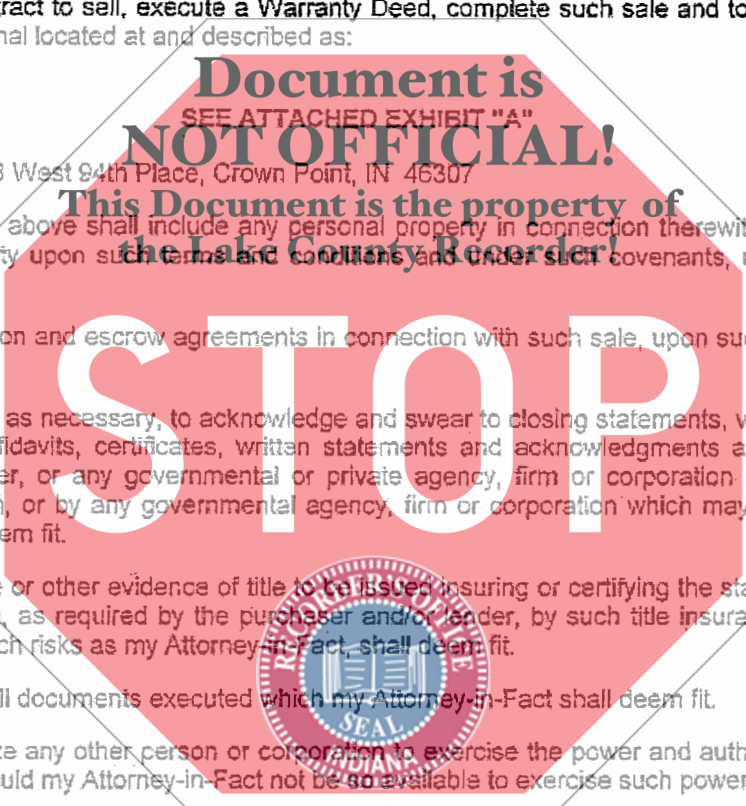 tract to sell, execute a Warranty Deed, complete such sale and to
nal located at and described as:
Document is
SEE ATTACHED EXHIBIT "A"
NOT OFFICIAL!
West 94th Place, Crown Point, IN 46307
This Document is the property of
above shall include any personal property in connection therewit
the Lake County Recorder!
ty upon such terms and conditions and under such covenants,
on and escrow agreements in connection with such sale, upon su
STOP
as necessary, to acknowledge and swear to closing statements, v
fidavits, certificates, written statements and acknowledgments a
er, or any governmental or private agency, firm or corporation
, or by any governmental agency, firm or corporation which may
em fit.
e or other evidence of title to be issued insuring or certifying the sta
, as required by the purchaser and/or lender, by such title insura
ch risks as my Attorney-in-Fact, shall deem fit.
RECORDER'S OFFICE
SEAL
INDIANA
ll documents executed which my Attorney-in-Fact shall deem fit.
ze any other person or corporation to exercise the power and auth
uld my Attorney-in-Fact not be so available to exercise such power